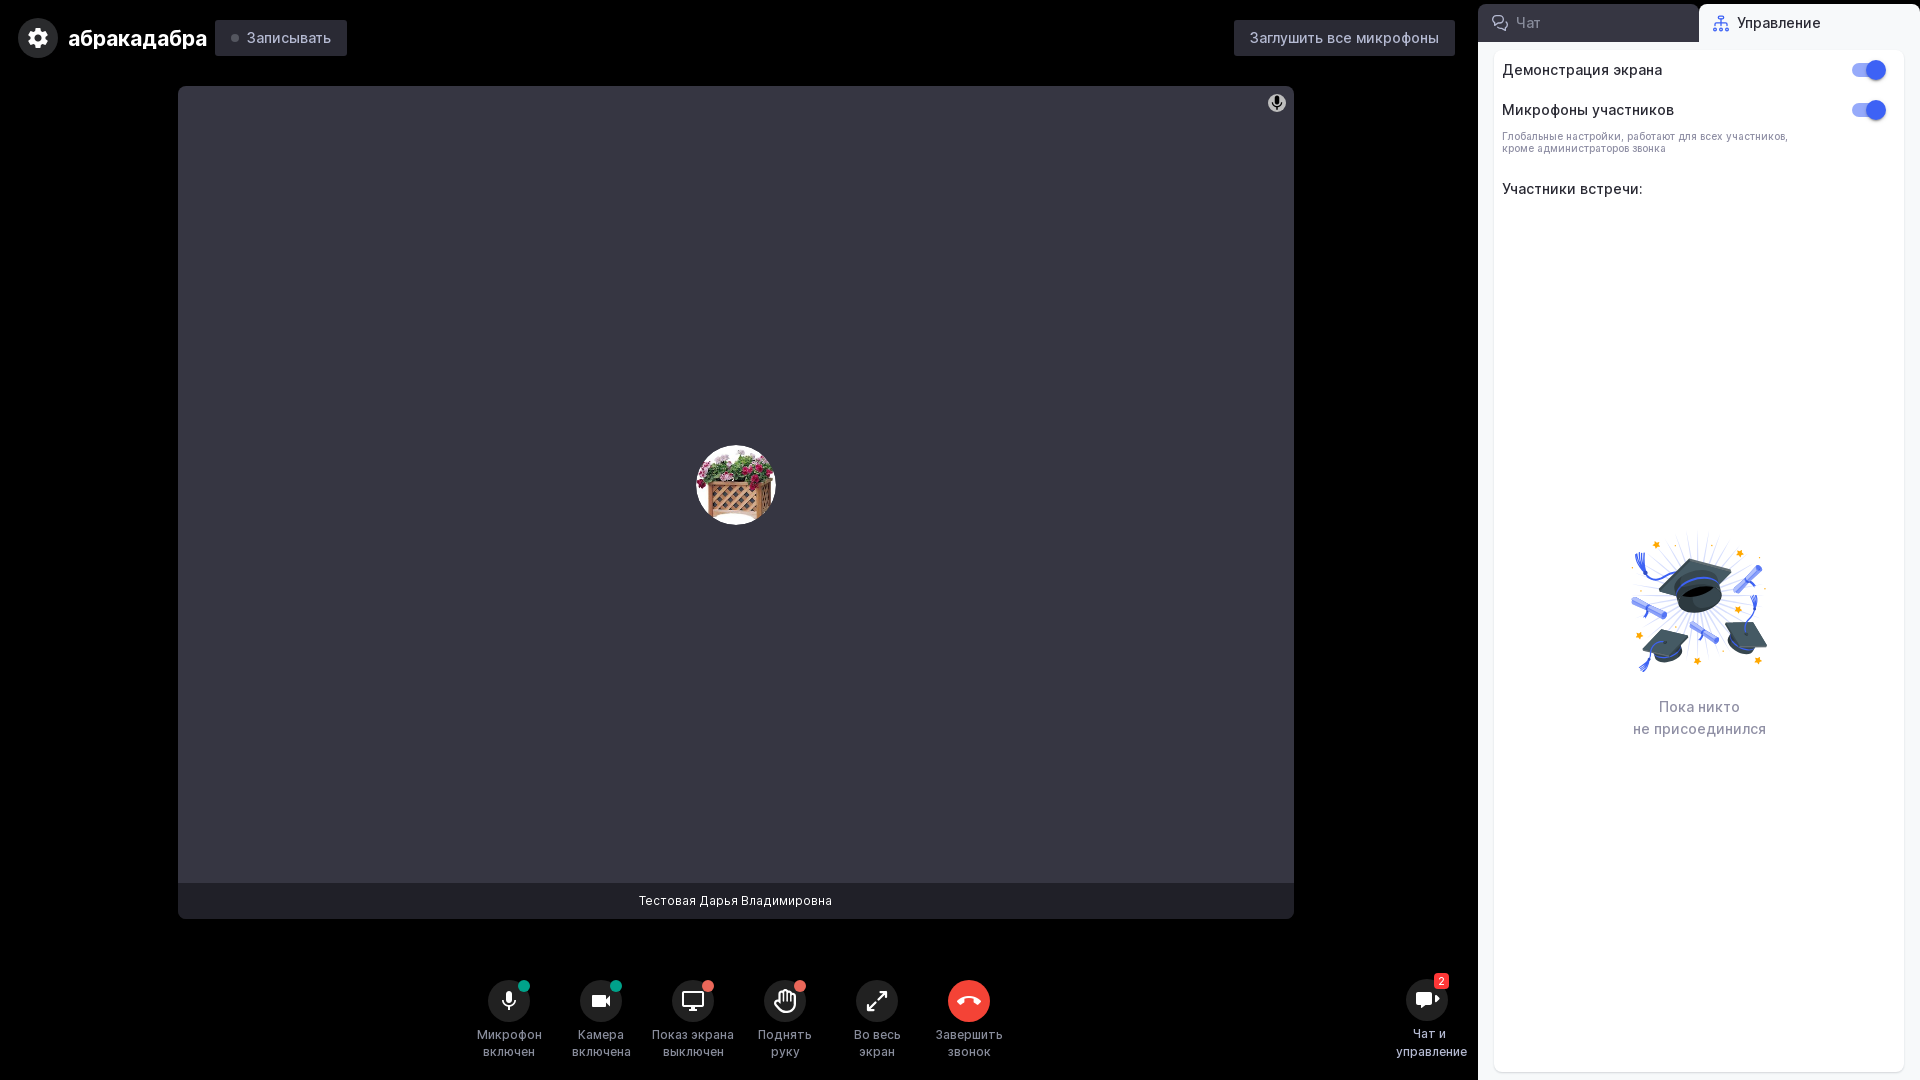 абракадабра
Записывать
Заглушить все микрофоны
Чат
Управление
Демонстрация экрана
Микрофоны участников
Глобальные настройки, работают для всех участников,
кроме администраторов звонка
Участники встречи:
Пока никто
не присоединился
Тестовая Дарья Владимировна
Микрофон
включен
Камера
включена
Показ экрана
выключен
Поднять
руку
Во весь
экран
Завершить
звонок
2
Чат и
управление